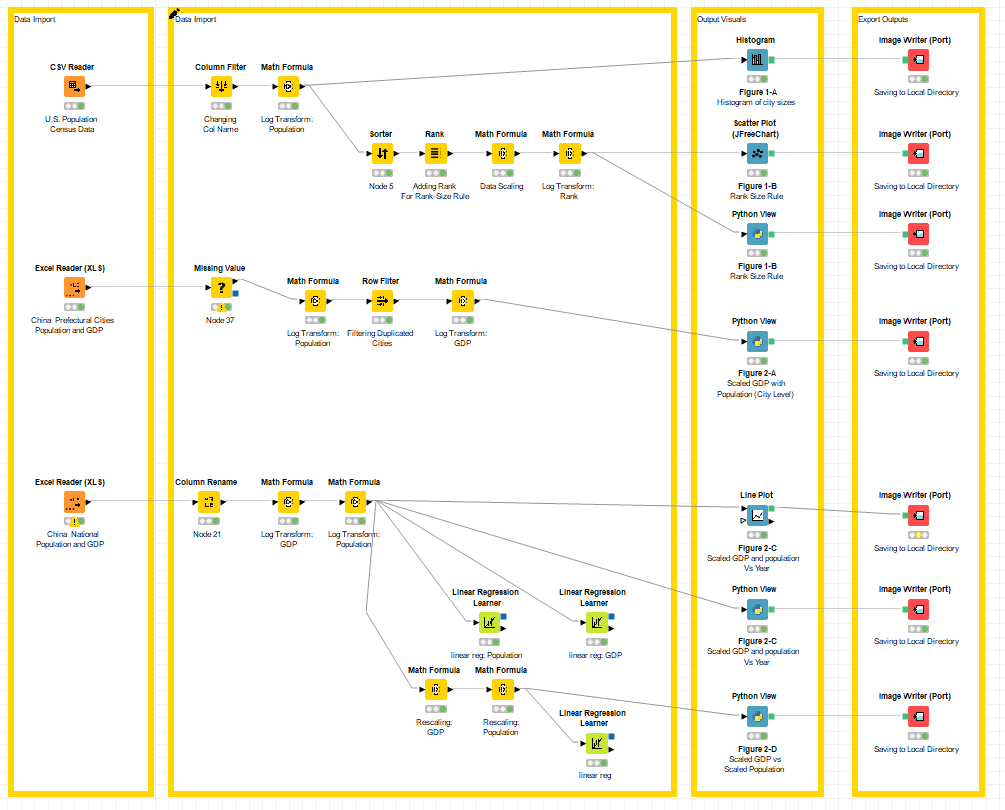 Data Import
Data Import
Output Visuals
Export Outputs
CSV Reader
U.S. Population
Census Data
Column Filter
Changing
Col Name
Math Formula
Log Transform:
Population
Histogram
Figure 1-A
Histogram of city sizes
Image Writer (Port)
Saving to Local Directory
Sorter
Node 5
Rank
Adding Rank
For Rank-Size Rule
Math Formula
Data Scaling
Math Formula
Log Transform:
Rank
Scatter Plot
(JFreeChart)
Figure 1-B
Rank Size Rule
Image Writer (Port)
Saving to Local Directory
Python View
Figure 1-B
Rank Size Rule
Image Writer (Port)
Saving to Local Directory
Excel Reader (XLS)
China Prefectural Cities
Population and GDP
Missing Value
?
Node 37
Math Formula
Log Transform:
Population
Row Filter
Filtering Duplicated
Cities
Math Formula
Log Transform:
GDP
Python View
Figure 2-A
Scaled GDP with
Population (City Level)
Image Writer (Port)
Saving to Local Directory
Excel Reader (XLS)
China National
Population and GDP
Column Rename
Node 21
Math Formula
Log Transform:
GDP
Math Formula
Log Transform:
Population
Line Plot
Figure 2-C
Scaled GDP and population
Vs Year
Image Writer (Port)
Saving to Local Directory
Linear Regression
Learner
linear reg: Population
Linear Regression
Learner
linear reg: GDP
Python View
Figure 2-C
Scaled GDP and population
Vs Year
Image Writer (Port)
Saving to Local Directory
Math Formula
Rescaling:
GDP
Math Formula
Rescaling:
Population
Linear Regression
Learner
linear reg
Python View
Figure 2-D
Scaled GDP vs
Scaled Population
Image Writer (Port)
Saving to Local Directory